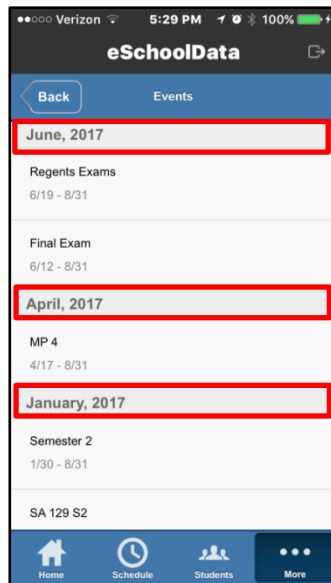 Verizon 5:29 PM 100%
eSchoolData
Back Events
June, 2017
Regents Exams
6/19 - 8/31
Final Exam
6/12 - 8/31
April, 2017
MP 4
4/17 - 8/31
January, 2017
Semester 2
1/30 - 8/31
SA 129 S2
Home Schedule Students More